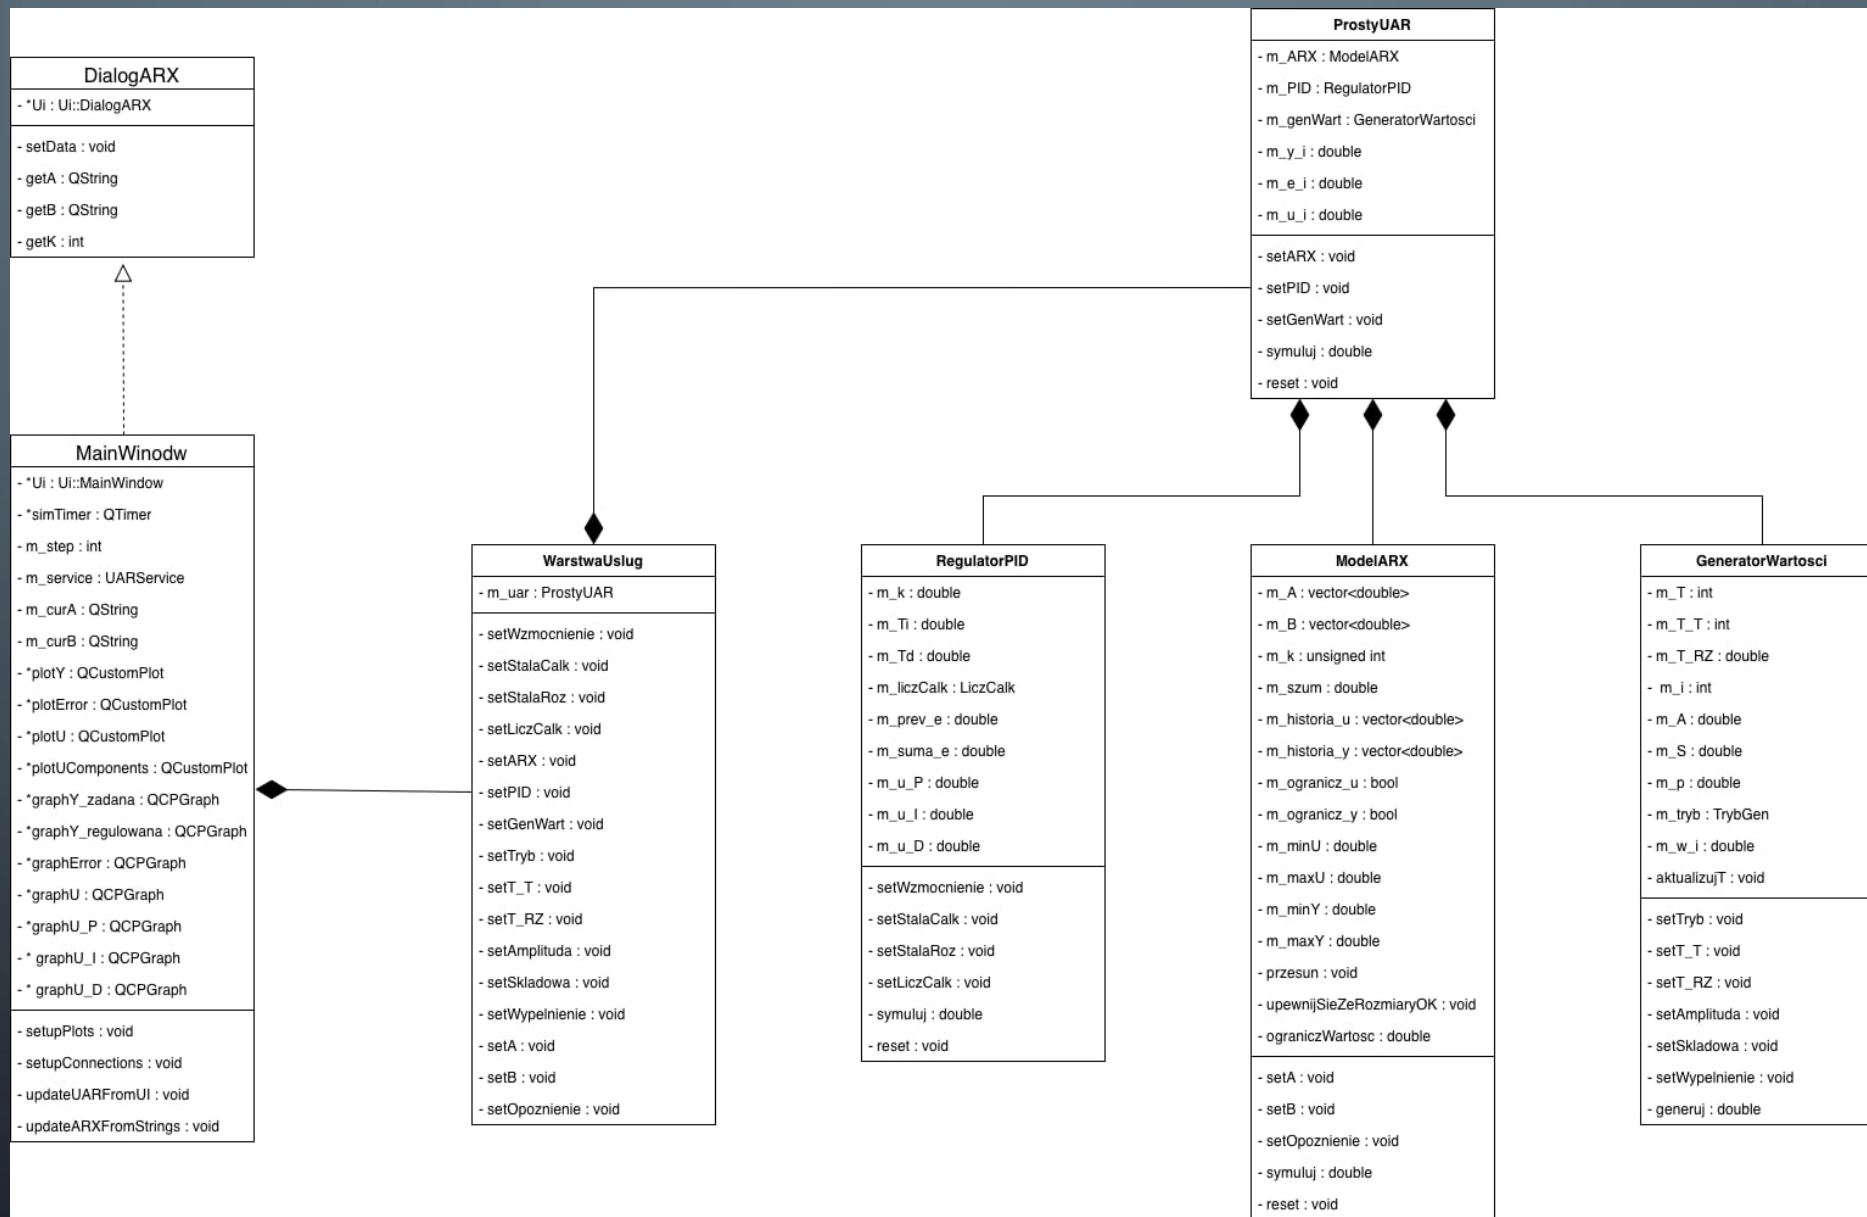 DialogARX
- *Ui : Ui::DialogARX
- setData : void
- getA : QString
- getB : QString
- getK : int
MainWinodw
- *Ui : Ui::MainWindow
- *simTimer : QTimer
- m_step : int
- m_service : UARService
- m_curA : QString
- m_curB : QString
- *plotY : QCustomPlot
- *plotError : QCustomPlot
- *plotU : QCustomPlot
- *plotUComponents : QCustomPlot
- *graphY_zadana : QCPGraph
- *graphY_regulowana : QCPGraph
- *graphError : QCPGraph
- *graphU : QCPGraph
- *graphU_P : QCPGraph
- * graphU_I : QCPGraph
- * graphU_D : QCPGraph
- setupPlots : void
- setupConnections : void
- updateUARFromUI : void
- updateARXFromStrings : void
WarstwaUslug
- m_uar : ProstyUAR
- setWzmocnienie : void
- setStalaCalk : void
- setStalaRoz : void
- setLiczCalk : void
- setARX : void
- setPID : void
- setGenWart : void
- setTryb : void
- setT_T : void
- setT_RZ : void
- setAmplituda : void
- setSkladowa : void
- setWypelnienie : void
- setA : void
- setB : void
- setOpoznienie : void
ProstyUAR
- m_ARX : ModelARX
- m_PID : RegulatorPID
- m_genWart : GeneratorWartosci
- m_y_i : double
- m_e_i : double
- m_u_i : double
- setARX : void
- setPID : void
- setGenWart : void
- symuluj : double
- reset : void
RegulatorPID
- m_k : double
- m_Ti : double
- m_Td : double
- m_liczCalk : LiczCalk
- m_prev_e : double
- m_suma_e : double
- m_u_P : double
- m_u_I : double
- m_u_D : double
- setWzmocnienie : void
- setStalaCalk : void
- setStalaRoz : void
- setLiczCalk : void
- symuluj : double
- reset : void
ModelARX
- m_A : vector<double>
- m_B : vector<double>
- m_k : unsigned int
- m_szum : double
- m_historia_u : vector<double>
- m_historia_y : vector<double>
- m_ogranicz_u : bool
- m_ogranicz_y : bool
- m_minU : double
- m_maxU : double
- m_minY : double
- m_maxY : double
- przesun : void
- upewnijSieZeRozmiaryOK : void
- ograniczWartosc : double
- setA : void
- setB : void
- setOpoznienie : void
- symuluj : double
- reset : void
GeneratorWartosci
- m_T : int
- m_T_T : int
- m_T_RZ : double
- m_i : int
- m_A : double
- m_S : double
- m_p : double
- m_tryb : TrybGen
- m_w_i : double
- aktualizujT : void
- setTryb : void
- setT_T : void
- setT_RZ : void
- setAmplituda : void
- setSkladowa : void
- setWypelnienie : void
- generuj : double